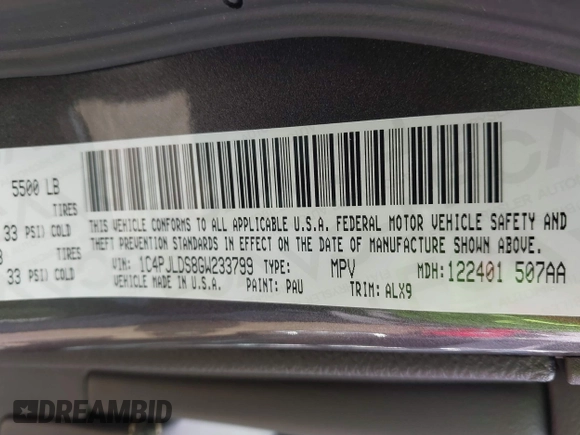 5500 LB
TIRES
33 PSI) COLD
TIRES
33 PSI) COLD
THIS VEHICLE CONFORMS TO ALL APPLICABLE U.S.A. FEDERAL MOTOR VEHICLE SAFETY AND
THEFT PREVENTION STANDARDS IN EFFECT ON THE DATE OF MANUFACTURE SHOWN ABOVE.
VIN: 1C4PJLDS8GW233799 TYPE: MPV MDH: 122401 507AA
MADE IN U.S.A. PAINT: PAU TRIM: ALX9
DREAMBID